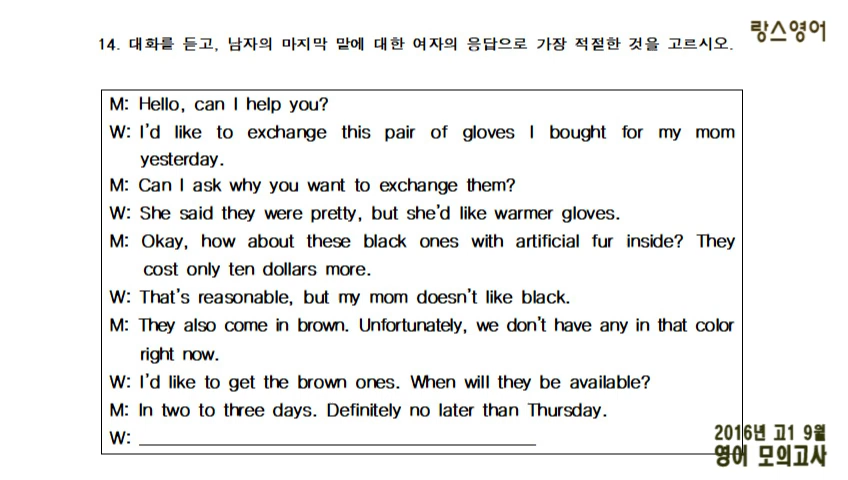 랑스영어
14. 대화를 듣고, 남자의 마지막 말에 대한 여자의 응답으로 가장 적절한 것을 고르시오.
M: Hello, can I help you?
W: I'd like to exchange this pair of gloves I bought for my mom
yesterday.
M: Can I ask why you want to exchange them?
W: She said they were pretty, but she'd like warmer gloves.
M: Okay, how about these black ones with artificial fur inside? They
cost only ten dollars more.
W: That's reasonable, but my mom doesn't like black.
M: They also come in brown. Unfortunately, we don't have any in that color
right now.
W: I'd like to get the brown ones. When will they be available?
M: In two to three days. Definitely no later than Thursday.
W:
2016년 고1 9월
영어 모의고사